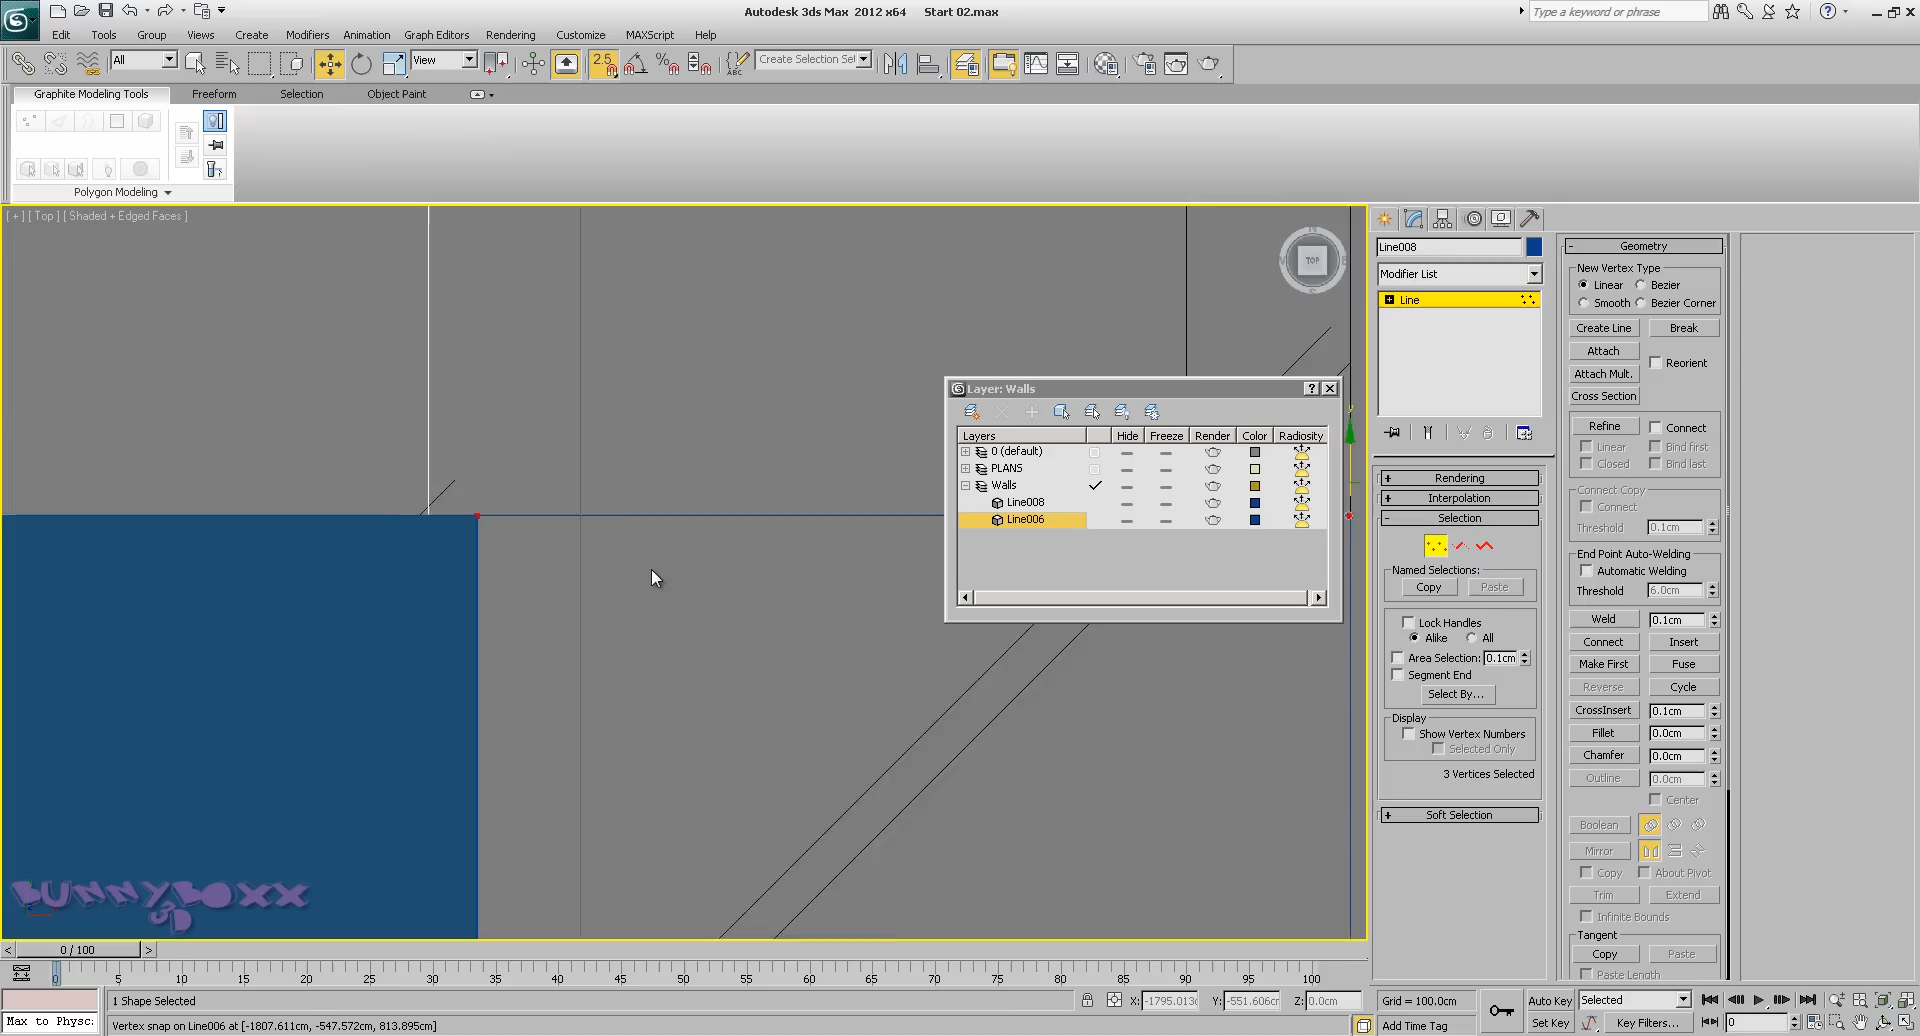 Autodesk 3ds Max 2012 x64 Start 02.max
Type a keyword or phrase
Edit Tools Group Views Create Modifiers Animation Graph Editors Rendering Customize MAXScript Help
All View 2.5 Create Selection Sel
Graphite Modeling Tools Freeform Selection Object Paint
Polygon Modeling
[ + ] [ Top ] [ Shaded + Edged Faces ]
TOP
Layer: Walls
Layers Hide Freeze Render Color Radiosity
0 (default)
PLANS
Walls
Line008
Line006
BUNNYBOXX
3D
Line008
Modifier List
Line
Rendering
Interpolation
Selection
Named Selections:
Copy Paste
Lock Handles
Alike All
Area Selection: 0.1cm
Segment End
Select By...
Display
Show Vertex Numbers
Selected Only
3 Vertices Selected
Soft Selection
Geometry
New Vertex Type
Linear Bezier
Smooth Bezier Corner
Create Line Break
Attach Reorient
Attach Mult.
Cross Section
Refine Connect
Linear Bind first
Closed Bind last
Connect Copy
Connect
Threshold 0.1cm
End Point Auto-Welding
Automatic Welding
Threshold 6.0cm
Weld 0.1cm
Connect Insert
Make First Fuse
Reverse Cycle
CrossInsert 0.1cm
Fillet 0.0cm
Chamfer 0.0cm
Outline 0.0cm
Center
Boolean
Mirror
Copy About Pivot
Trim Extend
Infinite Bounds
Tangent
Copy Paste
Paste Length
< 0 / 100 >
0 5 10 15 20 25 30 35 40 45 50 55 60 65 70 75 80 85 90 95 100
1 Shape Selected
X: -1795.013c Y: -551.606cr Z: 0.0cm
Grid = 100.0cm
Auto Key Selected
Max to Physc:
Vertex snap on Line006 at [-1807.611cm, -547.572cm, 813.895cm]
Add Time Tag
Set Key Key Filters... 0